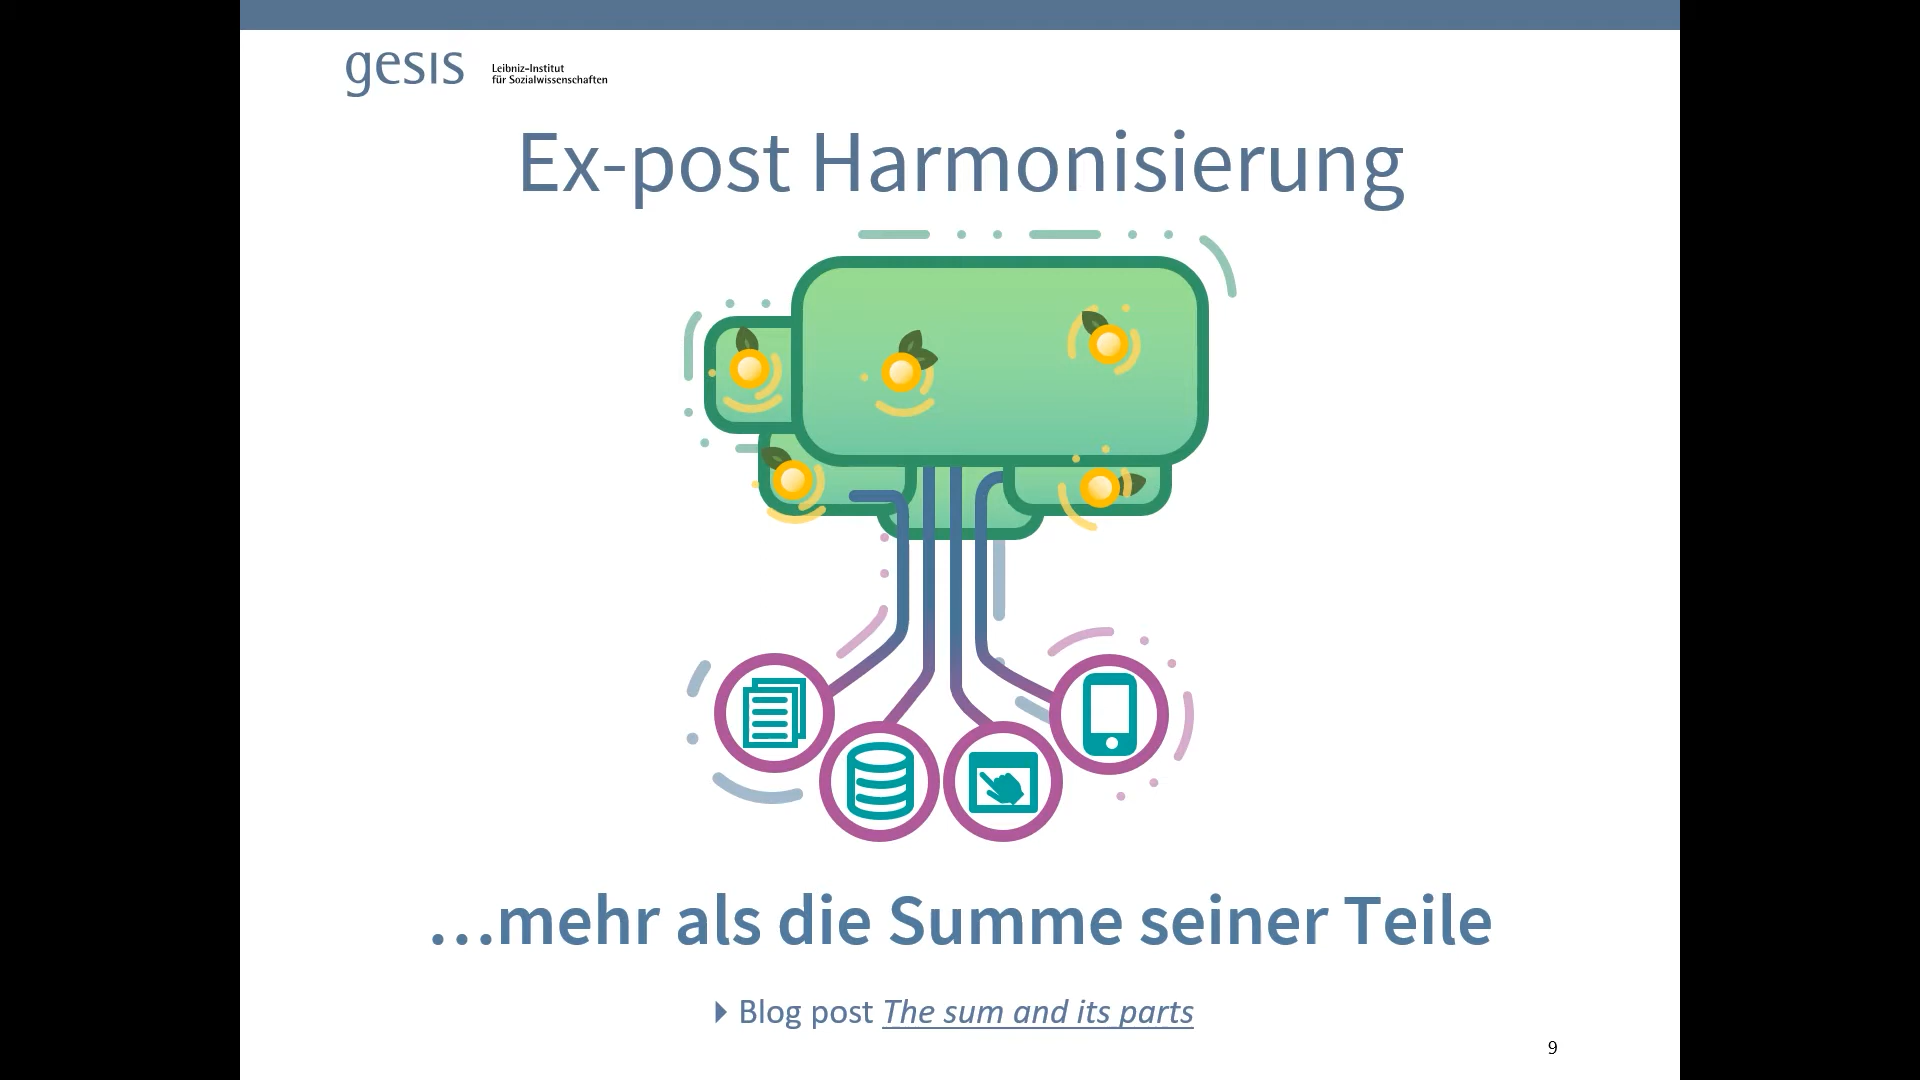 gesis
Leibniz-Institut
für Sozialwissenschaften
Ex-post Harmonisierung
...mehr als die Summe seiner Teile
Blog post The sum and its parts
9